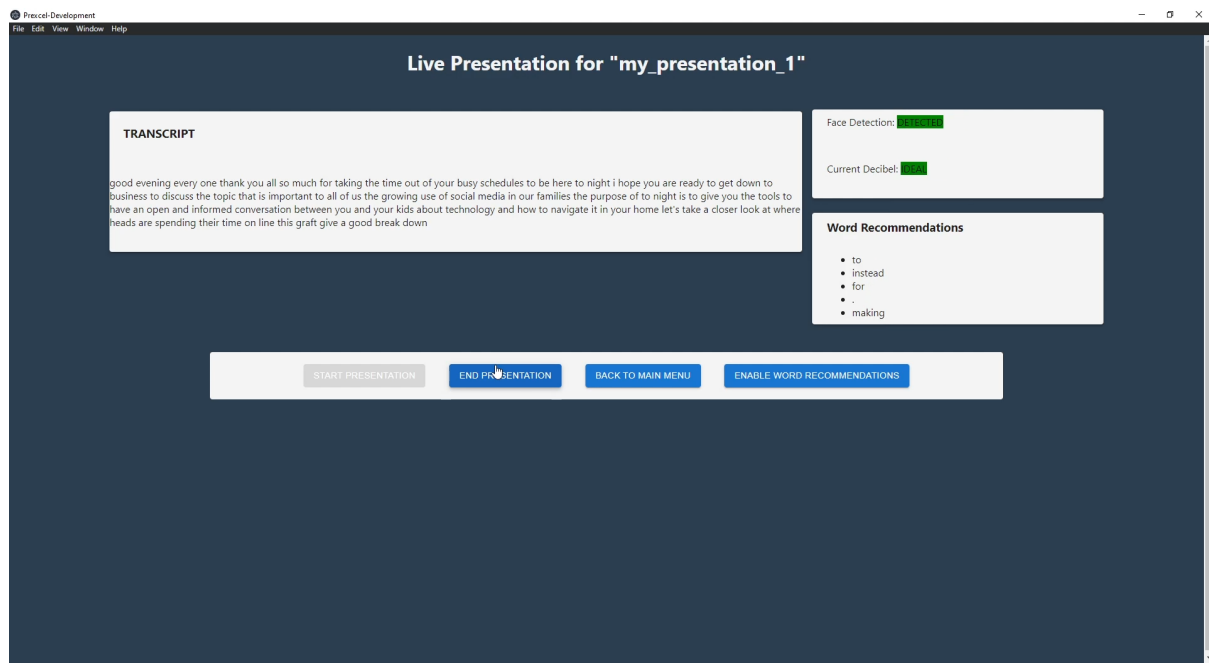 Prexcel-Development
File Edit View Window Help
Live Presentation for "my_presentation_1"
TRANSCRIPT
good evening every one thank you all so much for taking the time out of your busy schedules to be here to night i hope you are ready to get down to
business to discuss the topic that is important to all of us the growing use of social media in our families the purpose of to night is to give you the tools to
have an open and informed conversation between you and your kids about technology and how to navigate it in your home let's take a closer look at where
heads are spending their time on line this graft give a good break down
Face Detection: DETECTED
Current Decibel: IDEAL
Word Recommendations
• to
• instead
• for
• .
• making
START PRESENTATION
END PRESENTATION
BACK TO MAIN MENU
ENABLE WORD RECOMMENDATIONS